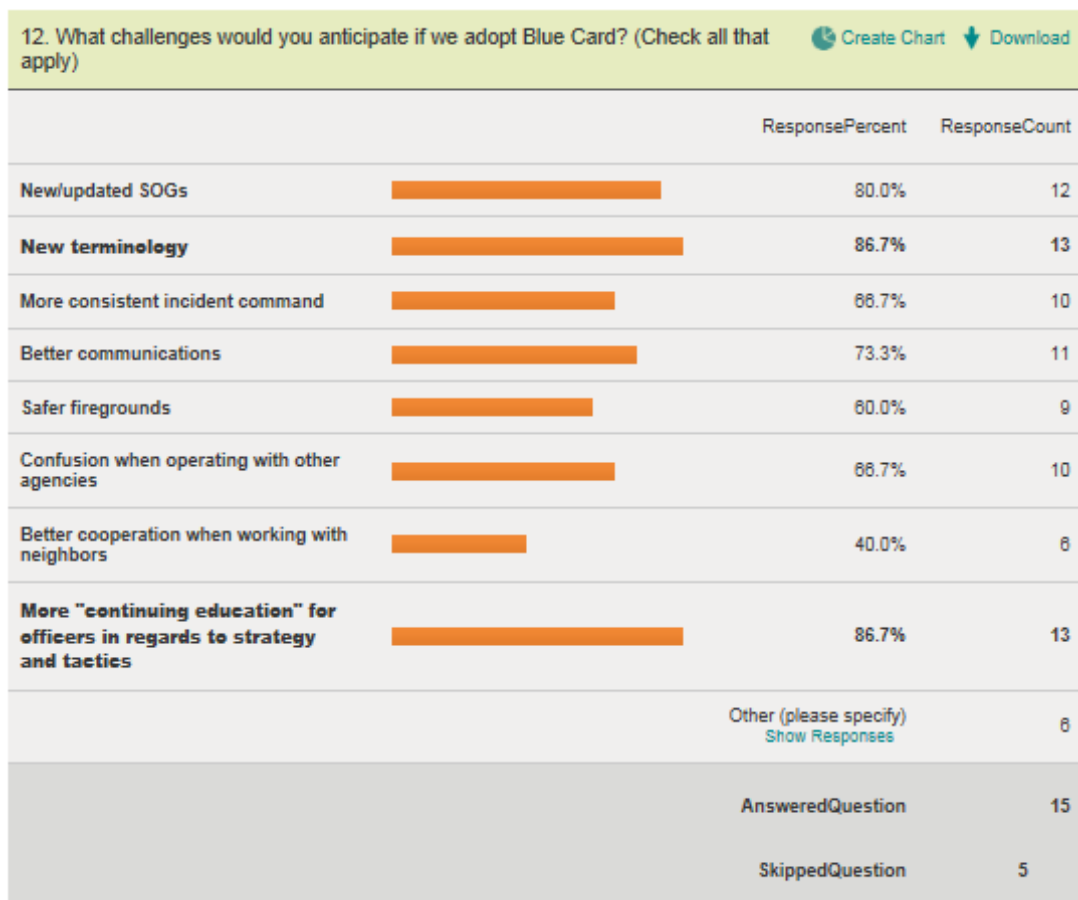 12. What challenges would you anticipate if we adopt Blue Card? (Check all that apply)
Create Chart Download
ResponsePercent ResponseCount
New/updated SOGs 80.0% 12
New terminology 86.7% 13
More consistent incident command 66.7% 10
Better communications 73.3% 11
Safer firegrounds 60.0% 9
Confusion when operating with other
agencies 66.7% 10
Better cooperation when working with
neighbors 40.0% 6
More "continuing education" for
officers in regards to strategy
and tactics 86.7% 13
Other (please specify) 6
Show Responses
AnsweredQuestion 15
SkippedQuestion 5